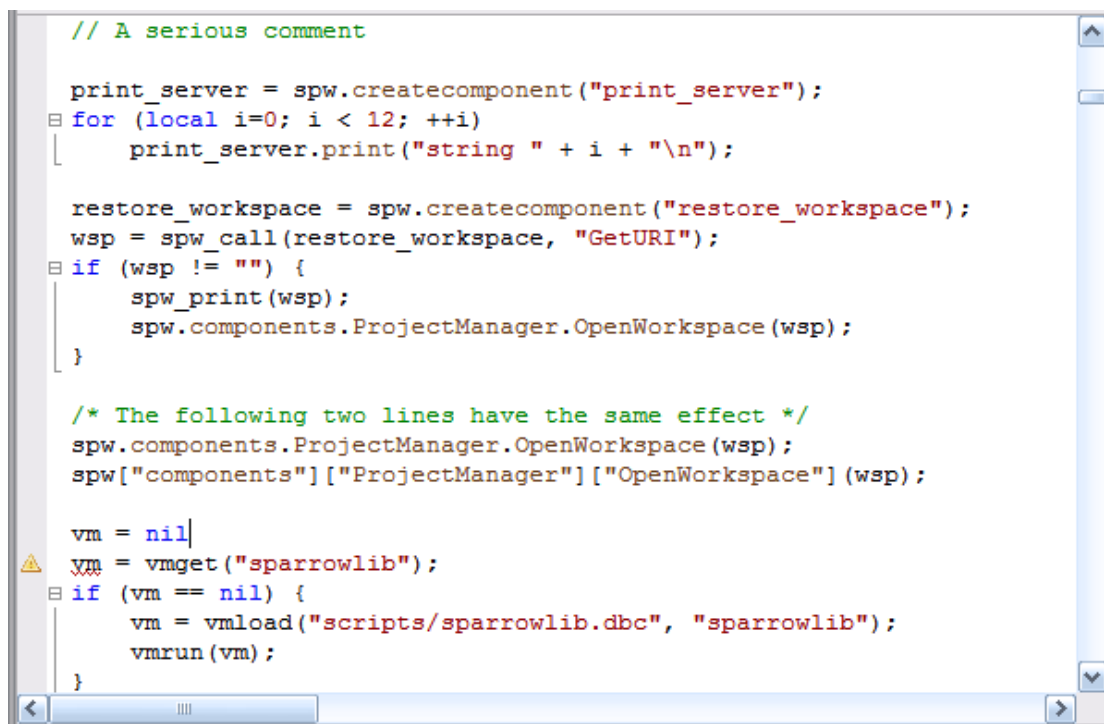 // A serious comment
print_server = spw.createcomponent("print_server");
for (local i=0; i < 12; ++i)
print_server.print("string " + i + "\n");
restore_workspace = spw.createcomponent("restore_workspace");
wsp = spw_call(restore_workspace, "GetURI");
if (wsp != "") {
spw_print(wsp);
spw.components.ProjectManager.OpenWorkspace(wsp);
}
/* The following two lines have the same effect */
spw.components.ProjectManager.OpenWorkspace(wsp);
spw["components"]["ProjectManager"]["OpenWorkspace"](wsp);
vm = nil
vm = vmget("sparrowlib");
if (vm == nil) {
vm = vmload("scripts/sparrowlib.dbc", "sparrowlib");
vmrun(vm);
}